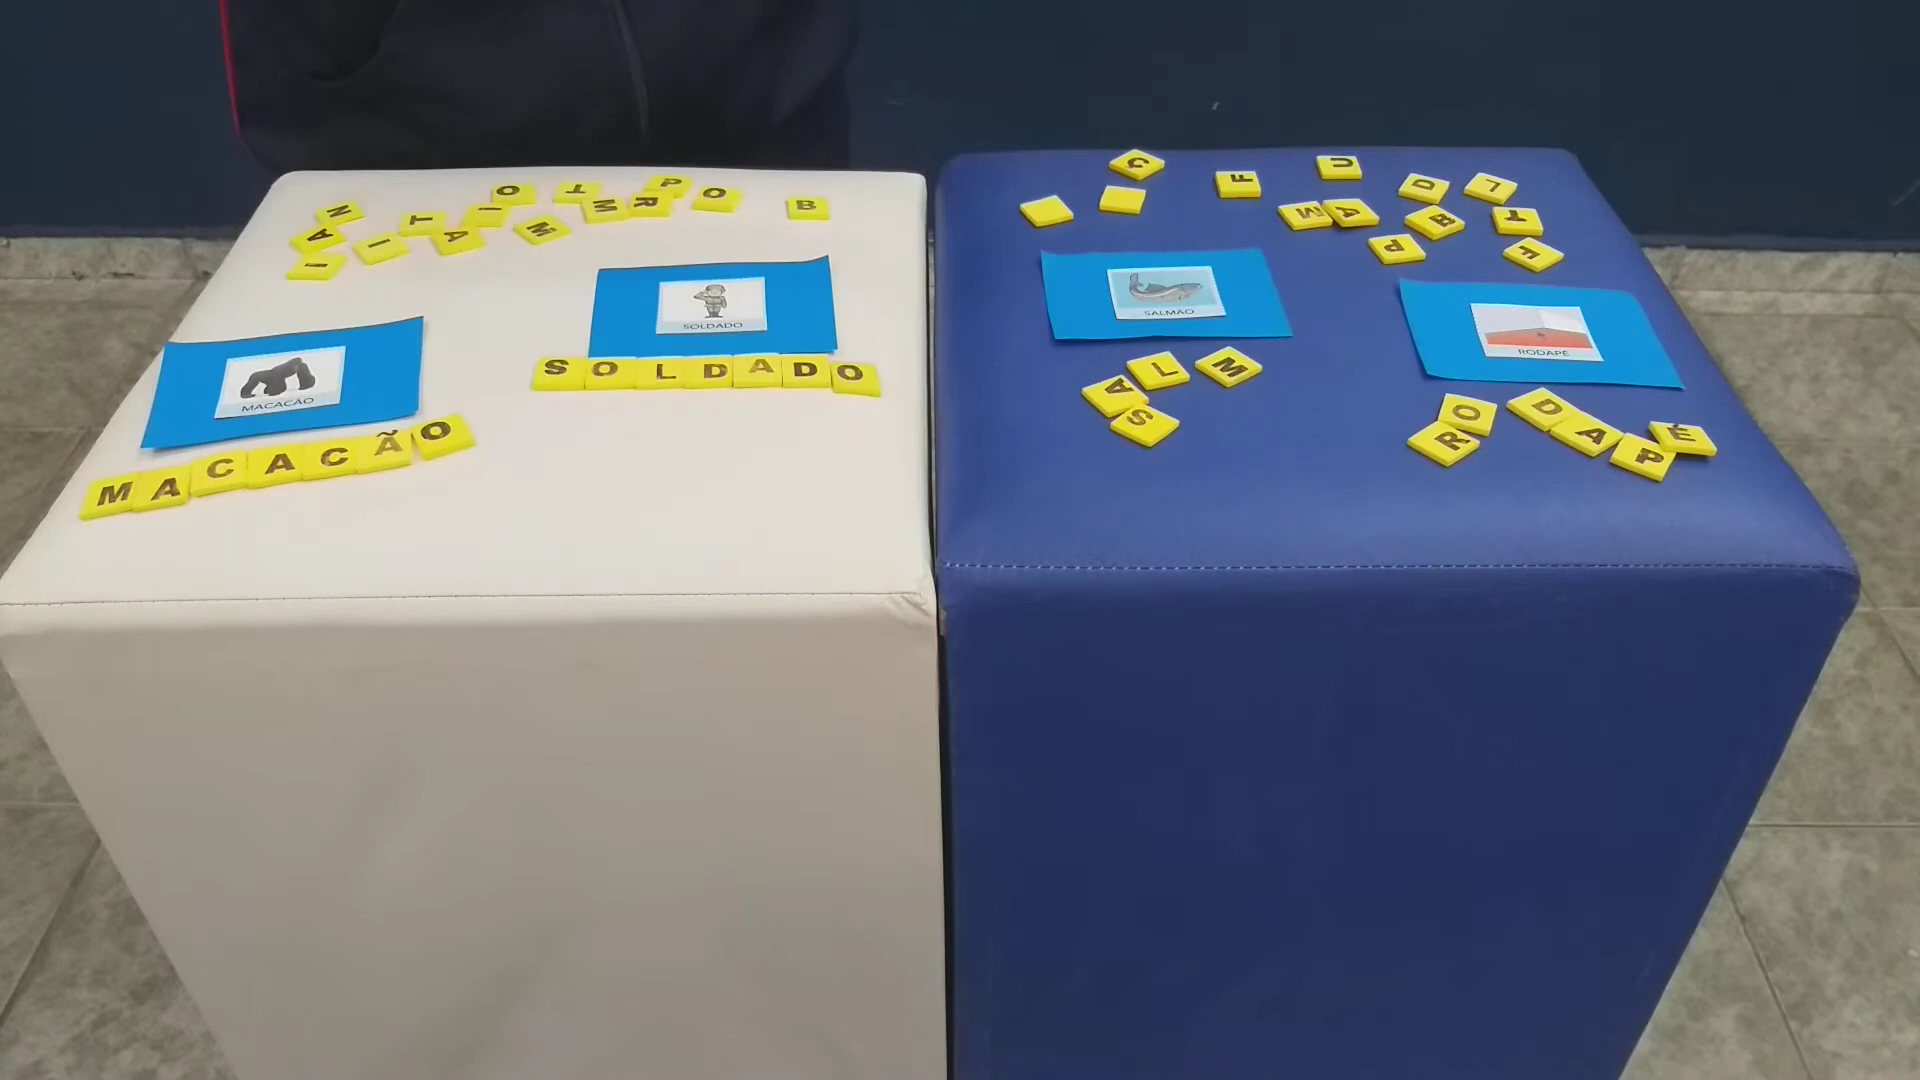 N O T P O B
A I T I A M M R
I
SOLDADO
SOLDADO
MACACÃO
MACACÃO
Ç F U D L
M A B T
P F
SALMÃO
SALM
RODAPÉ
RODAPÉ